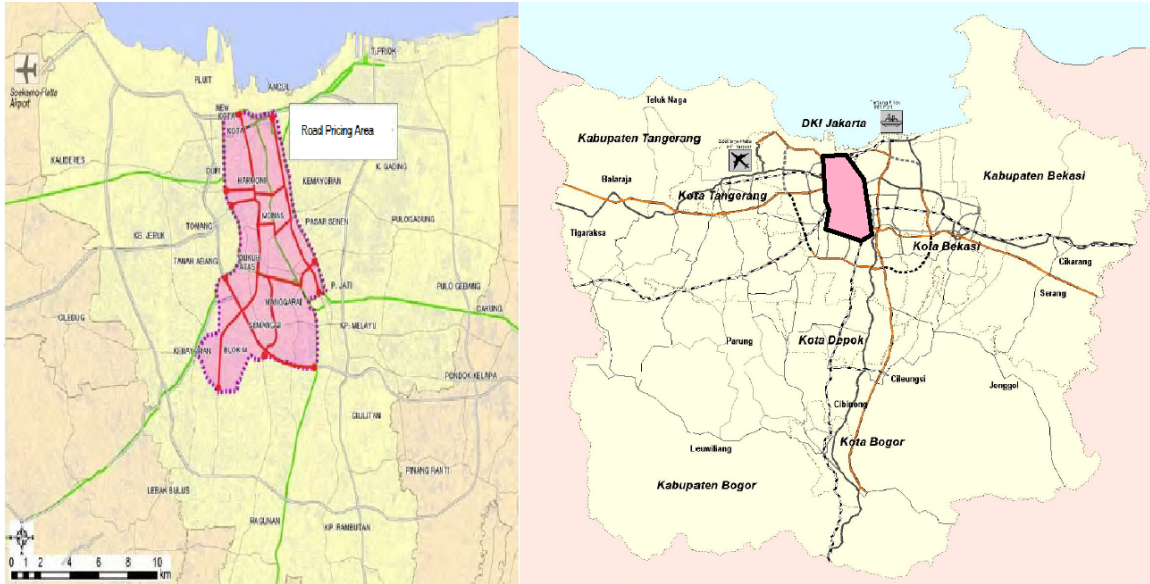 T.PRIOK
PLUIT
ANCOL
Soekarno-Hatta
Airport
NEW
KOTA
KOTA
Road Pricing Area
KALIDERES
DURI
HARMONI
KEMAYORAN
K. GADING
MONAS
PASAR SENEN
PULOGADUNG
TOMANG
KB. JERUK
TANAH ABANG
DUKUH
ATAS
P. JATI
PULO GEBANG
MANGGARAI
CAKUNG
CILEDUG
SEMANGGI
KP. MELAYU
KEBAYORAN
BLOK M
PONDOK KELAPA
CILILITAN
PINANG RANTI
LEBAK BULUS
RAGUNAN
KP. RAMBUTAN
0 1 2 4 6 8 10
km
Teluk Naga
DKI Jakarta
Kabupaten Tangerang
Kabupaten Bekasi
Balaraja
Kota Tangerang
Tigaraksa
Kota Bekasi
Cikarang
Serang
Parung
Kota Depok
Cileungsi
Jonggol
Cibinong
Kota Bogor
Leuwiliang
Kabupaten Bogor